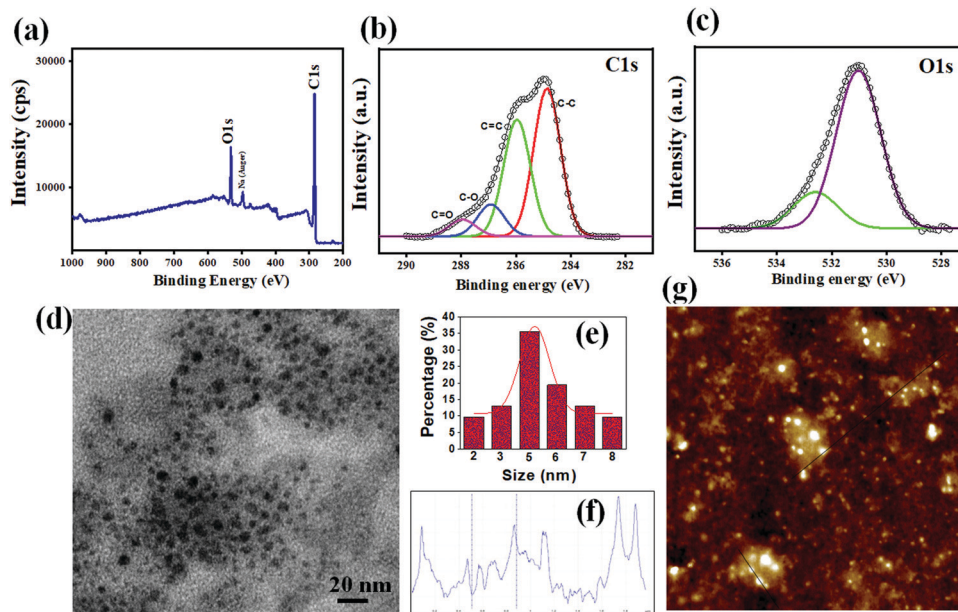 (a)
Intensity (cps)
30000
20000
10000
O1s
Na (Auger)
C1s
1000 900 800 700 600 500 400 300 200
Binding Energy (eV)
(b)
C1s
Intensity (a.u.)
C-C
C=C
C-O
C=O
290 288 286 284 282
Binding energy (eV)
(c)
O1s
Intensity (a.u.)
536 534 532 530 528
Binding energy (eV)
(d)
20 nm
(e)
Percentage (%)
40
35
30
25
20
15
10
5
0
2 3 5 6 7 8
Size (nm)
(f)
(g)